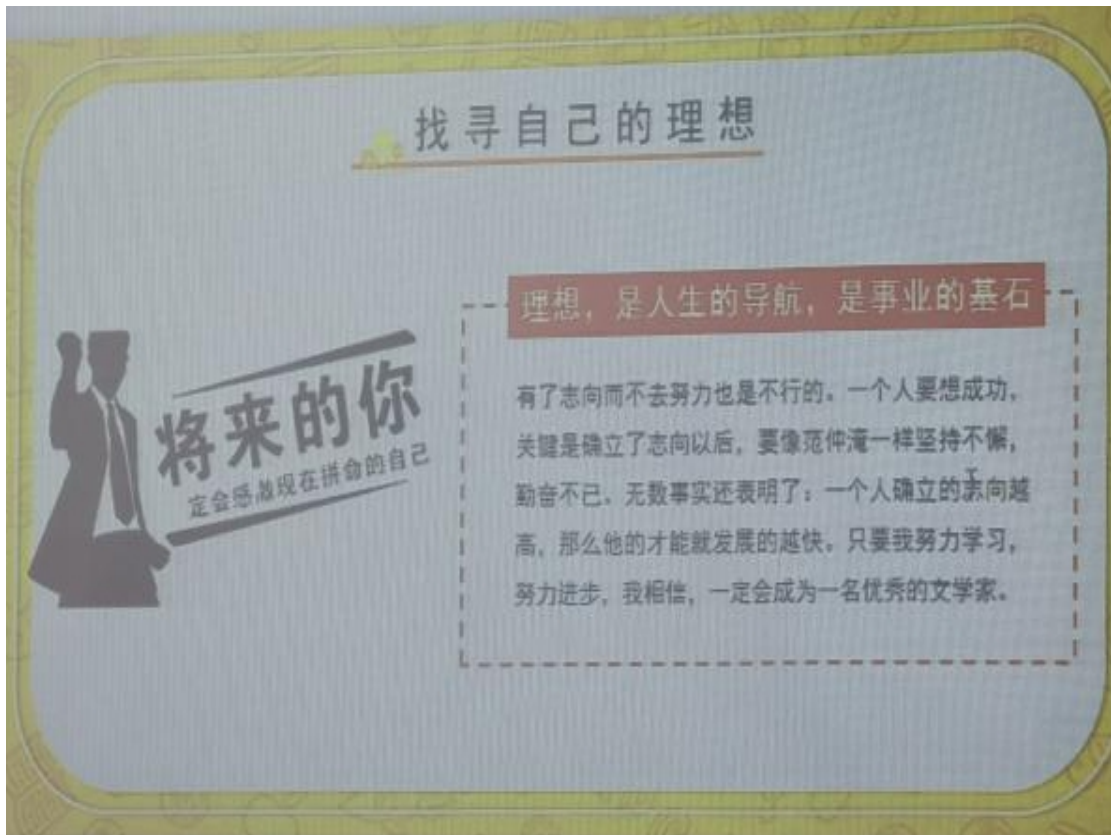 找寻自己的理想
将来的你
定会感激现在拼命的自己
理想，是人生的导航，是事业的基石
有了志向而不去努力也是不行的。一个人要想成功，
关键是确立了志向以后，要像范仲淹一样坚持不懈，
勤奋不已。无数事实还表明了：一个人确立的志向越
高，那么他的才能就发展的越快。只要我努力学习，
努力进步，我相信，一定会成为一名优秀的文学家。